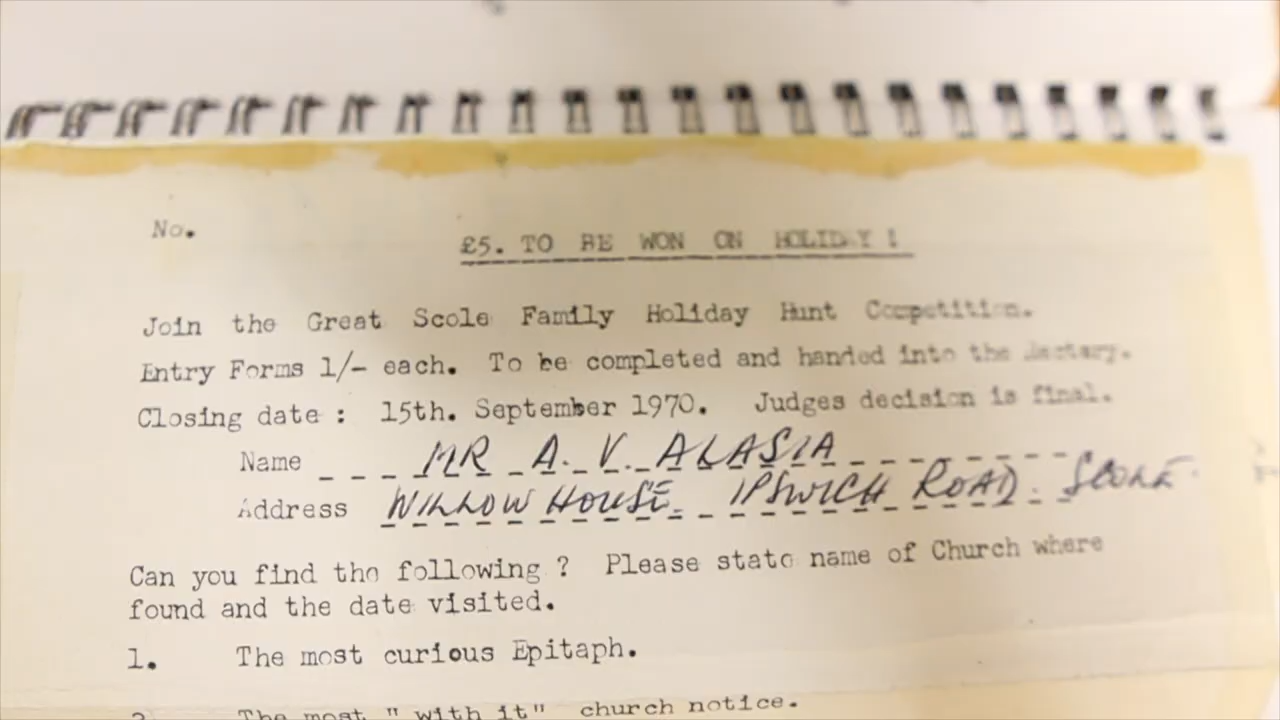 No.
£5. TO BE WON ON HOLIDAY !
Join the Great Scole Family Holiday Hunt Competition.
Entry Forms 1/- each. To be completed and handed into the Rectory.
Closing date : 15th. September 1970. Judges decision is final.
Name MR A. V. ALASIA
Address WILLOW HOUSE. IPSWICH ROAD. SCOLE.
Can you find the following ? Please state name of Church where
found and the date visited.
1. The most curious Epitaph.
2. The most " with it" church notice.